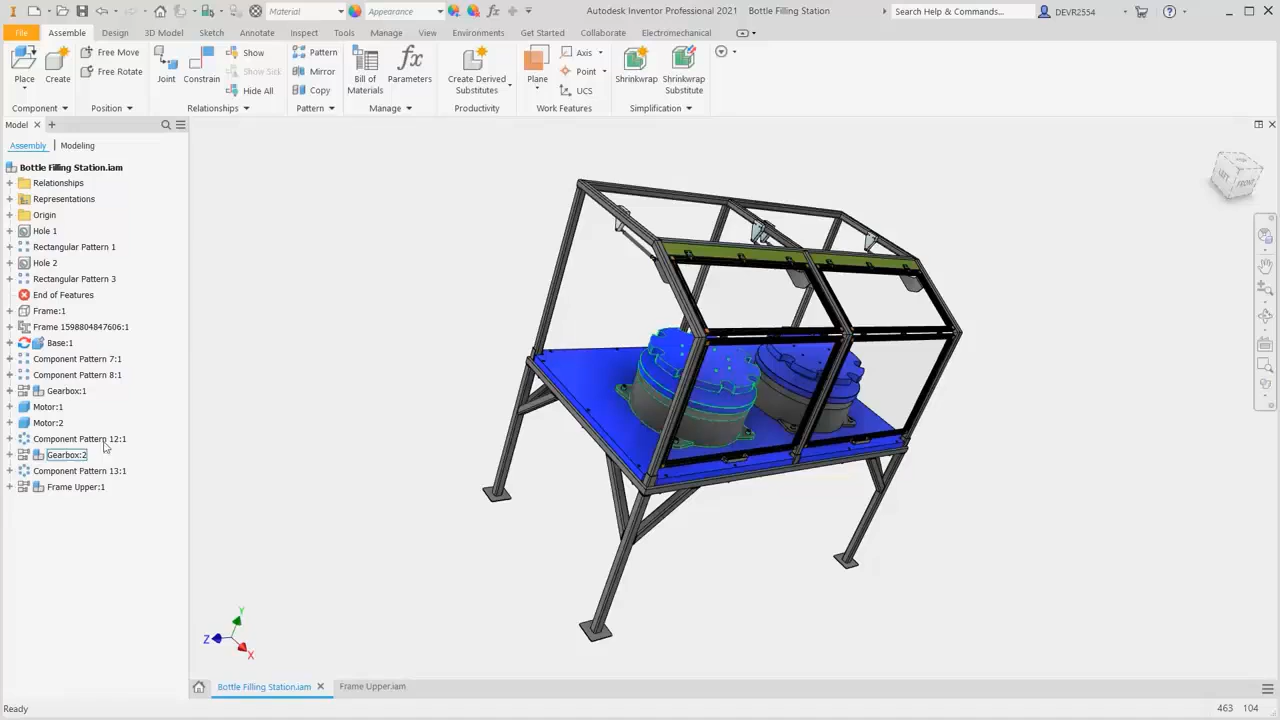 Material
Appearance
Autodesk Inventor Professional 2021 Bottle Filling Station
Search Help & Commands...
DEVR2554
File Assembly Design 3D Model Sketch Annotate Inspect Tools Manage View Environments Get Started Collaborate Electromechanical
Place
Create
Free Move
Free Rotate
Component
Position
Joint
Constrain
Show
Show Sick
Hide All
Relationships
Pattern
Mirror
Copy
Pattern
Bill of
Materials
Parameters
Manage
Create Derived
Substitutes
Productivity
Plane
Axis
Point
UCS
Work Features
Shrinkwrap
Shrinkwrap
Substitute
Simplification
Model
Assembly Modeling
Bottle Filling Station.iam
Relationships
Representations
Origin
Hole 1
Rectangular Pattern 1
Hole 2
Rectangular Pattern 3
End of Features
Frame:1
Frame 1598804847606:1
Base:1
Component Pattern 7:1
Component Pattern 8:1
Gearbox:1
Motor:1
Motor:2
Component Pattern 12:1
Gearbox:2
Component Pattern 13:1
Frame Upper:1
FRONT
Y
Z
X
Bottle Filling Station.iam
Frame Upper.iam
Ready
463 104